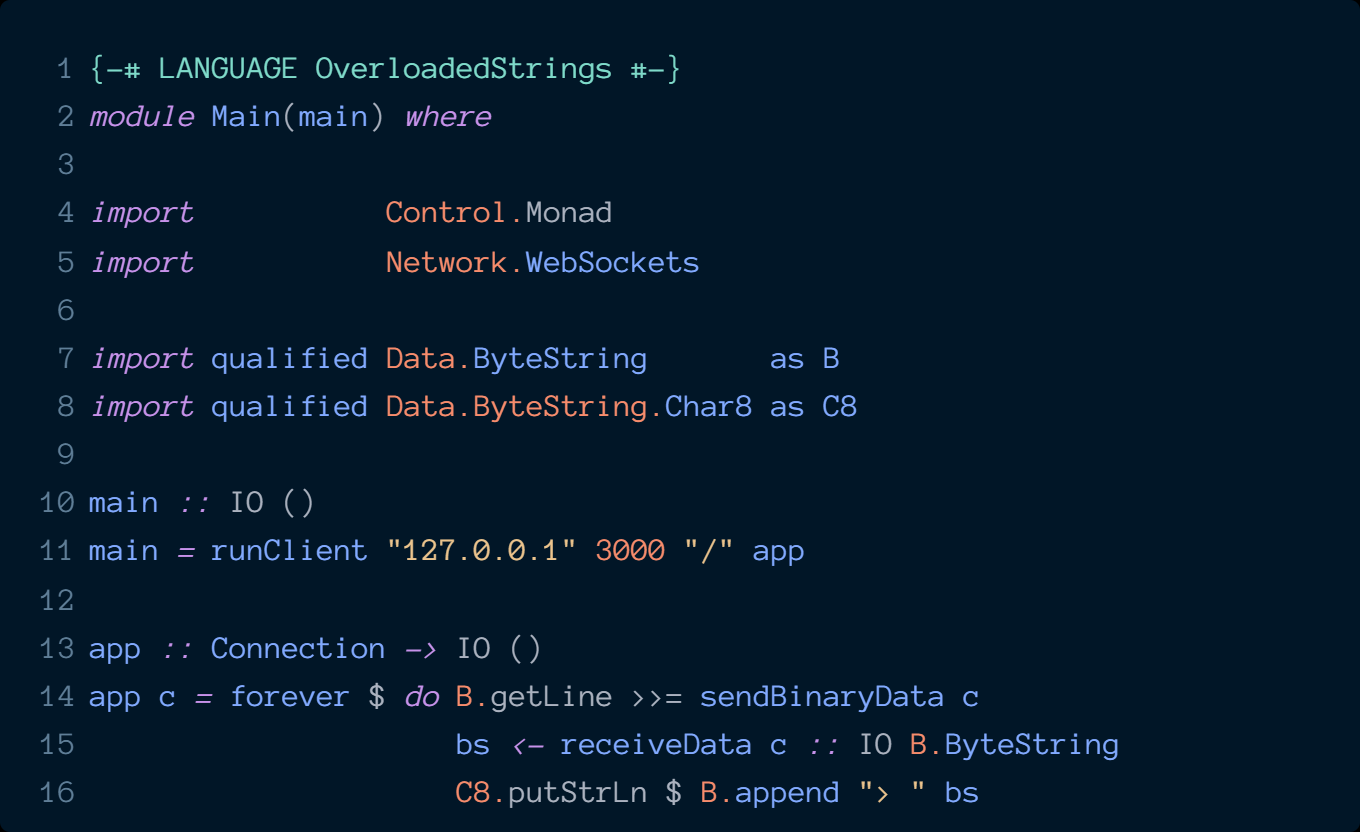 1 {-# LANGUAGE OverloadedStrings #-}
2 module Main(main) where
3
4 import           Control.Monad
5 import           Network.WebSockets
6
7 import qualified Data.ByteString       as B
8 import qualified Data.ByteString.Char8 as C8
9
10 main :: IO ()
11 main = runClient "127.0.0.1" 3000 "/" app
12
13 app :: Connection -> IO ()
14 app c = forever $ do B.getLine >>= sendBinaryData c
15                      bs <- receiveData c :: IO B.ByteString
16                      C8.putStrLn $ B.append "> " bs